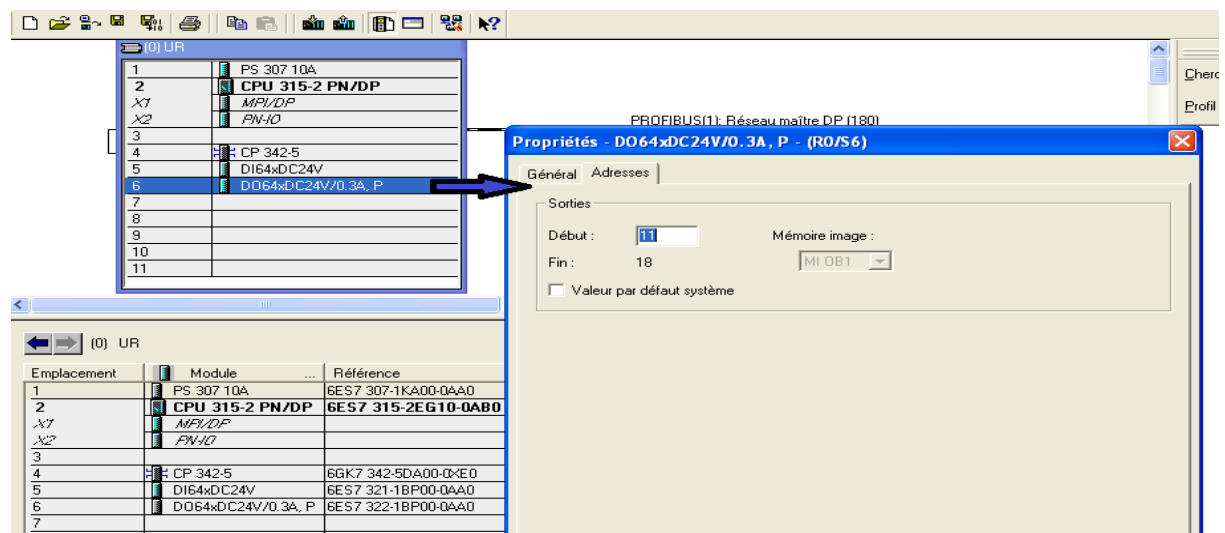 (0) UR
1 PS 307 10A
2 CPU 315-2 PN/DP
X1 MPI/DP
X2 PN-IO
3
4 CP 342-5
5 DI64xDC24V
6 DO64xDC24V/0.3A, P
7
8
9
10
11
PROFIBUS(1): Réseau maître DP (180)
Cherc
Profil
Propriétés - DO64xDC24V/0.3A, P - (R0/S6)
Général Adresses
Sorties
Début : 11 Mémoire image :
Fin : 18 MI OB1
Valeur par défaut système
(0) UR
Emplacement Module ... Référence
1 PS 307 10A 6ES7 307-1KA00-0AA0
2 CPU 315-2 PN/DP 6ES7 315-2EG10-0AB0
X1 MPI/DP
X2 PN-IO
3
4 CP 342-5 6GK7 342-5DA00-0XE0
5 DI64xDC24V 6ES7 321-1BP00-0AA0
6 DO64xDC24V/0.3A, P 6ES7 322-1BP00-0AA0
7